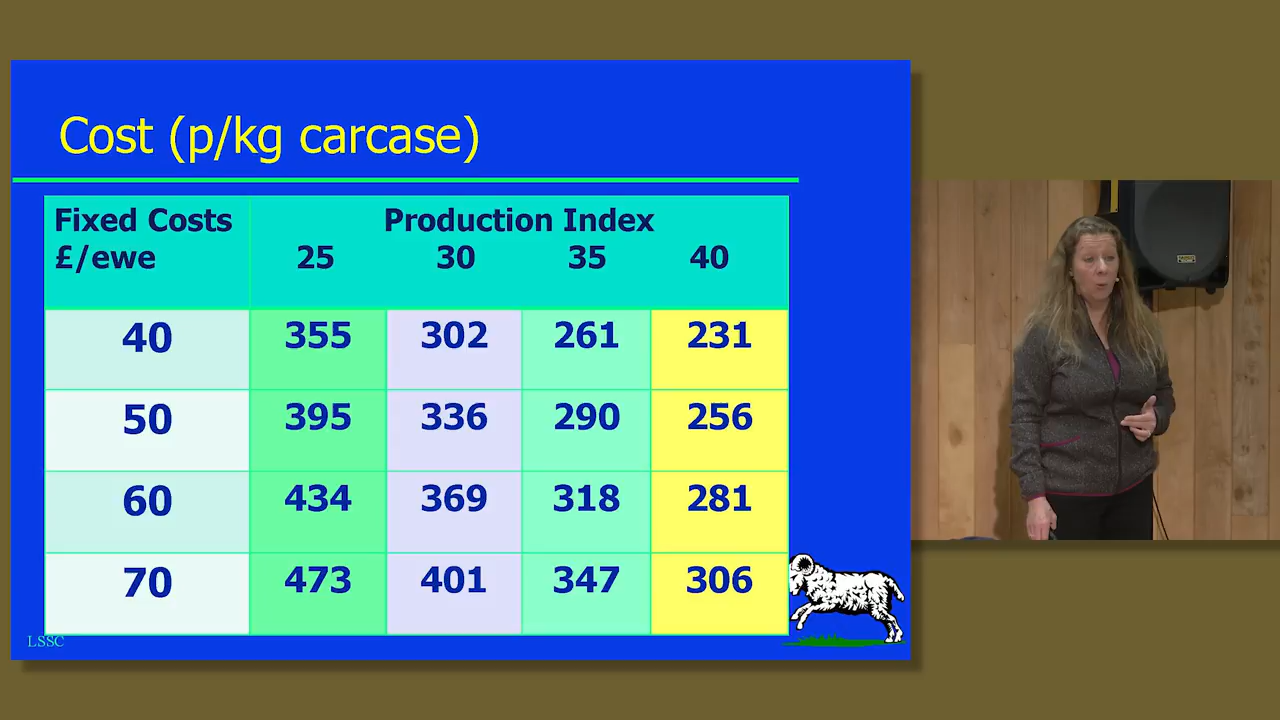 Cost (p/kg carcase)
Fixed Costs Production Index
£/ewe 25 30 35 40
40 355 302 261 231
50 395 336 290 256
60 434 369 318 281
70 473 401 347 306
LSSC